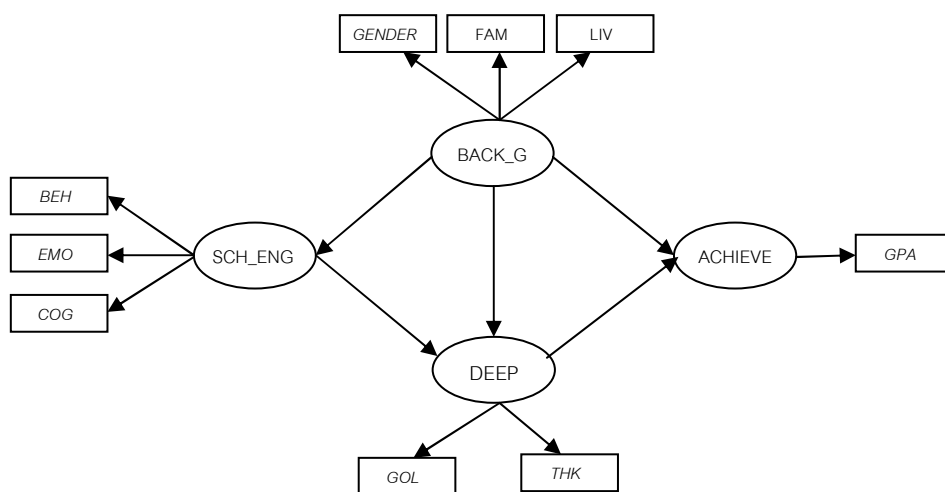 GENDER
FAM
LIV
BACK_G
BEH
EMO
COG
SCH_ENG
ACHIEVE
GPA
DEEP
GOL
THK